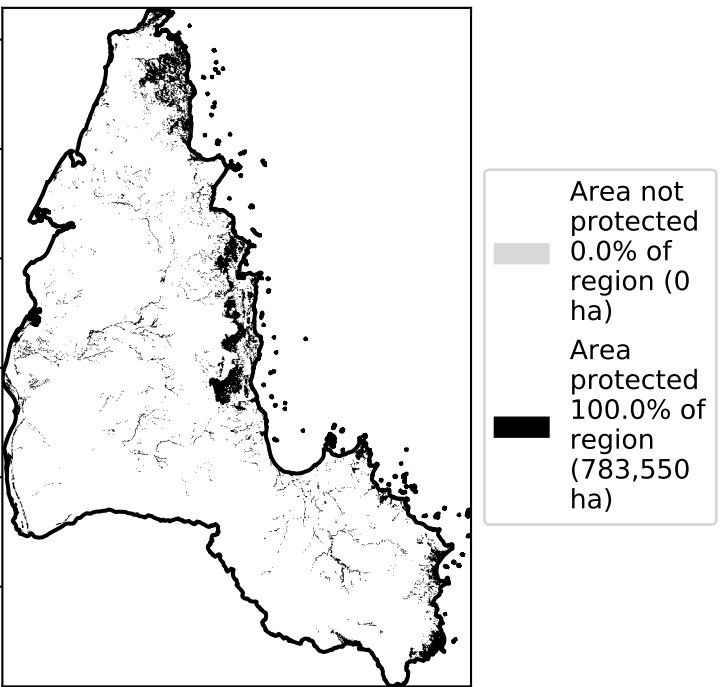 Area not
protected
0.0% of
region (0
ha)
Area
protected
100.0% of
region
(783,550
ha)